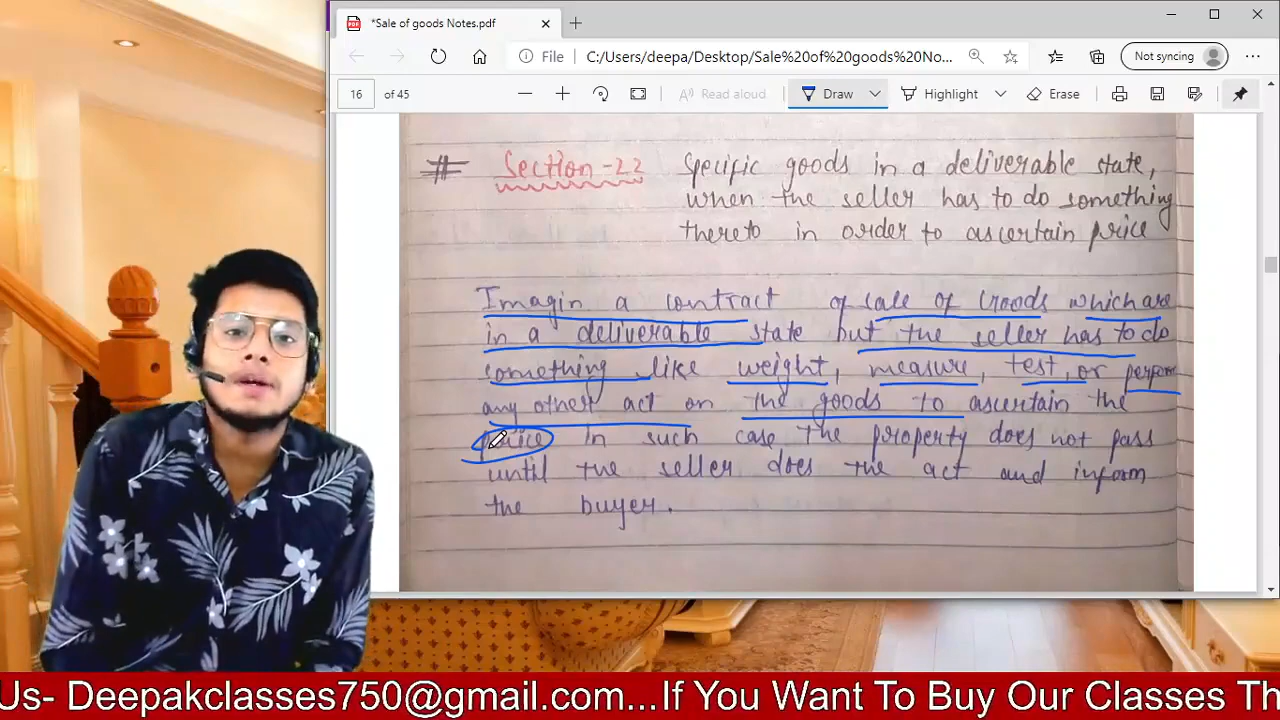 *Sale of goods Notes.pdf
File
C:/Users/deepa/Desktop/Sale%20of%20goods%20No...
Not syncing
16 of 45
Read aloud
Draw
Highlight
Erase
# Section-22 Specific goods in a deliverable state,
when the seller has to do something
thereto in order to ascertain price
Imagin a contract of sale of Goods which are
in a deliverable state but the seller has to do
something like weight, measure, test, or perform
any other act on the goods to ascertain the
price in such case the property does not pass
until the seller does the act and inform
the buyer.
Us- Deepakclasses750@gmail.com...If You Want To Buy Our Classes Th